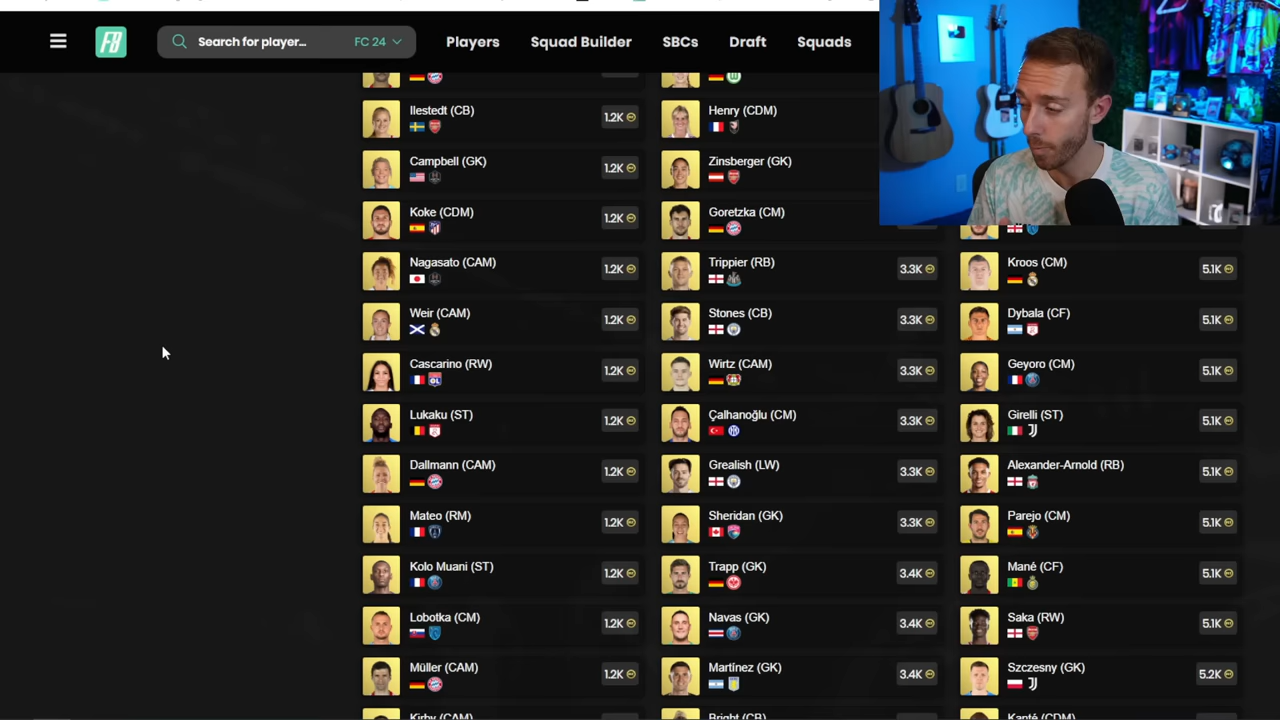 FB
Search for player...
FC 24
Players
Squad Builder
SBCs
Draft
Squads
Ilestedt (CB)
1.2K
Campbell (GK)
1.2K
Koke (CDM)
1.2K
Nagasato (CAM)
1.2K
Weir (CAM)
1.2K
Cascarino (RW)
1.2K
Lukaku (ST)
1.2K
Dallmann (CAM)
1.2K
Mateo (RM)
1.2K
Kolo Muani (ST)
1.2K
Lobotka (CM)
1.2K
Müller (CAM)
1.2K
Kirby (CAM)
Henry (CDM)
Zinsberger (GK)
Goretzka (CM)
Trippier (RB)
3.3K
Stones (CB)
3.3K
Wirtz (CAM)
3.3K
Çalhanoğlu (CM)
3.3K
Grealish (LW)
3.3K
Sheridan (GK)
3.3K
Trapp (GK)
3.4K
Navas (GK)
3.4K
Martínez (GK)
3.4K
Bright (CB)
Kroos (CM)
5.1K
Dybala (CF)
5.1K
Geyoro (CM)
5.1K
Girelli (ST)
5.1K
Alexander-Arnold (RB)
5.1K
Parejo (CM)
5.1K
Mané (CF)
5.1K
Saka (RW)
5.1K
Szczesny (GK)
5.2K
Kanté (CDM)